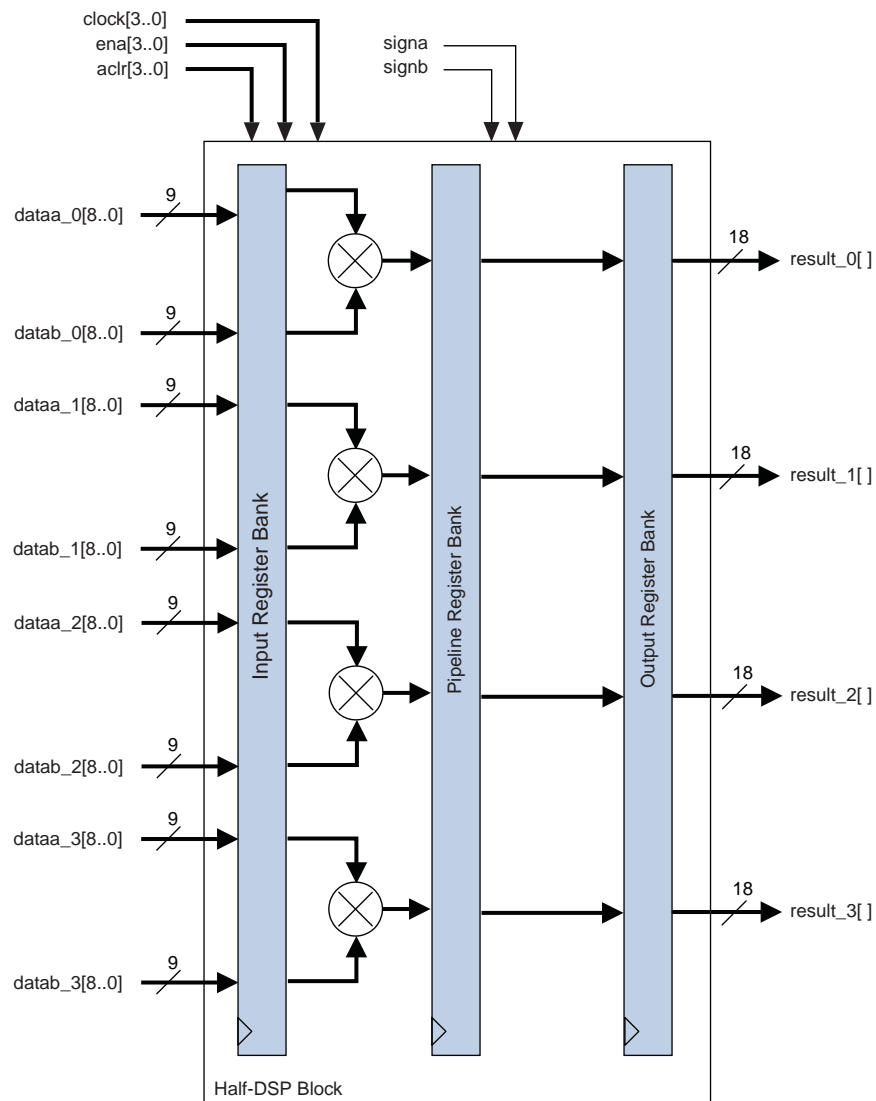 clock[3..0]
ena[3..0]
aclr[3..0]
signa
signb
9
dataa_0[8..0]
18
result_0[ ]
9
datab_0[8..0]
9
dataa_1[8..0]
18
result_1[ ]
9
datab_1[8..0]
9
dataa_2[8..0]
Input Register Bank
Pipeline Register Bank
Output Register Bank
18
result_2[ ]
9
datab_2[8..0]
9
dataa_3[8..0]
18
result_3[ ]
9
datab_3[8..0]
Half-DSP Block